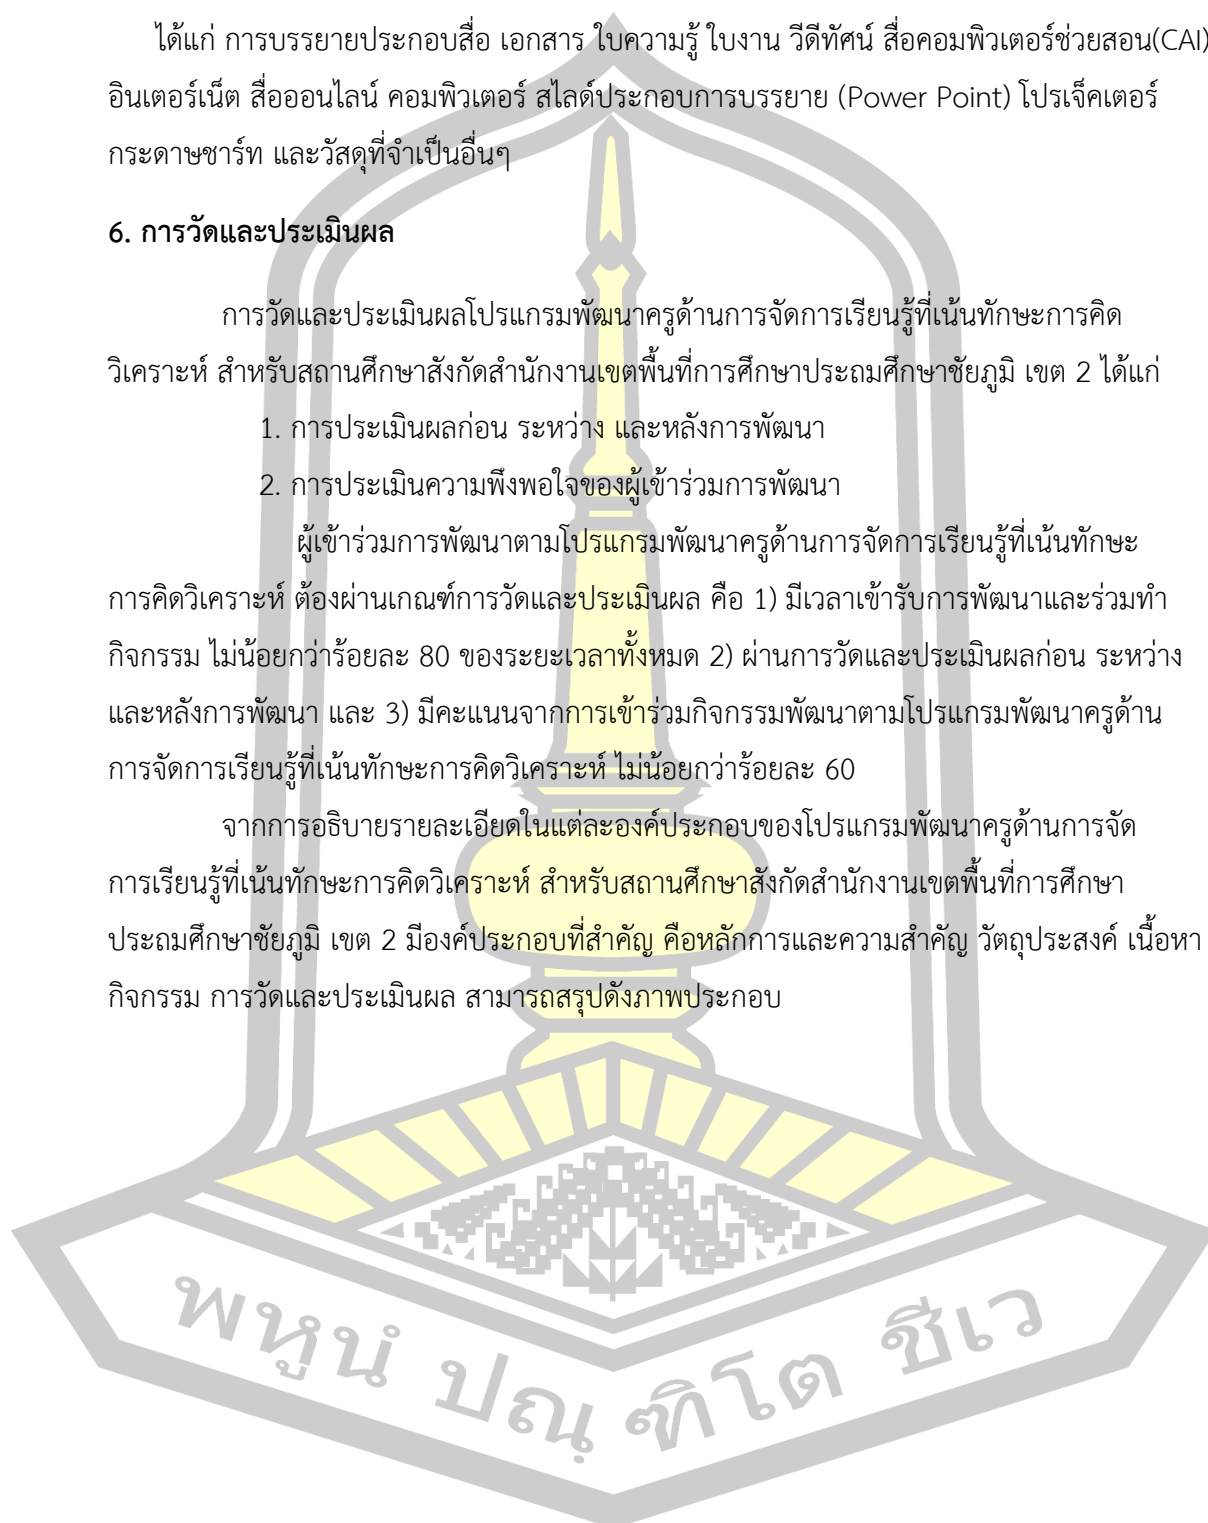 ได้แก่ การบรรยายประกอบสื่อ เอกสาร ใบความรู้ ใบงาน วีดีทัศน์ สื่อคอมพิวเตอร์ช่วยสอน(CAI)
อินเตอร์เน็ต สื่อออนไลน์ คอมพิวเตอร์ สไลด์ประกอบการบรรยาย (Power Point) โปรเจ็คเตอร์
กระดาษชาร์ท และวัสดุที่จำเป็นอื่นๆ
6. การวัดและประเมินผล
การวัดและประเมินผลโปรแกรมพัฒนาครูด้านการจัดการเรียนรู้ที่เน้นทักษะการคิด
วิเคราะห์ สำหรับสถานศึกษาสังกัดสำนักงานเขตพื้นที่การศึกษาประถมศึกษาชัยภูมิ เขต 2 ได้แก่
1. การประเมินผลก่อน ระหว่าง และหลังการพัฒนา
2. การประเมินความพึงพอใจของผู้เข้าร่วมการพัฒนา
ผู้เข้าร่วมการพัฒนาตามโปรแกรมพัฒนาครูด้านการจัดการเรียนรู้ที่เน้นทักษะ
การคิดวิเคราะห์ ต้องผ่านเกณฑ์การวัดและประเมินผล คือ 1) มีเวลาเข้ารับการพัฒนาและร่วมทำ
กิจกรรม ไม่น้อยกว่าร้อยละ 80 ของระยะเวลาทั้งหมด 2) ผ่านการวัดและประเมินผลก่อน ระหว่าง
และหลังการพัฒนา และ 3) มีคะแนนจากการเข้าร่วมกิจกรรมพัฒนาตามโปรแกรมพัฒนาครูด้าน
การจัดการเรียนรู้ที่เน้นทักษะการคิดวิเคราะห์ ไม่น้อยกว่าร้อยละ 60
จากการอธิบายรายละเอียดในแต่ละองค์ประกอบของโปรแกรมพัฒนาครูด้านการจัด
การเรียนรู้ที่เน้นทักษะการคิดวิเคราะห์ สำหรับสถานศึกษาสังกัดสำนักงานเขตพื้นที่การศึกษา
ประถมศึกษาชัยภูมิ เขต 2 มีองค์ประกอบที่สำคัญ คือหลักการและความสำคัญ วัตถุประสงค์ เนื้อหา
กิจกรรม การวัดและประเมินผล สามารถสรุปดังภาพประกอบ
พหูนํ ปณฺ ฑิโต ชีเว